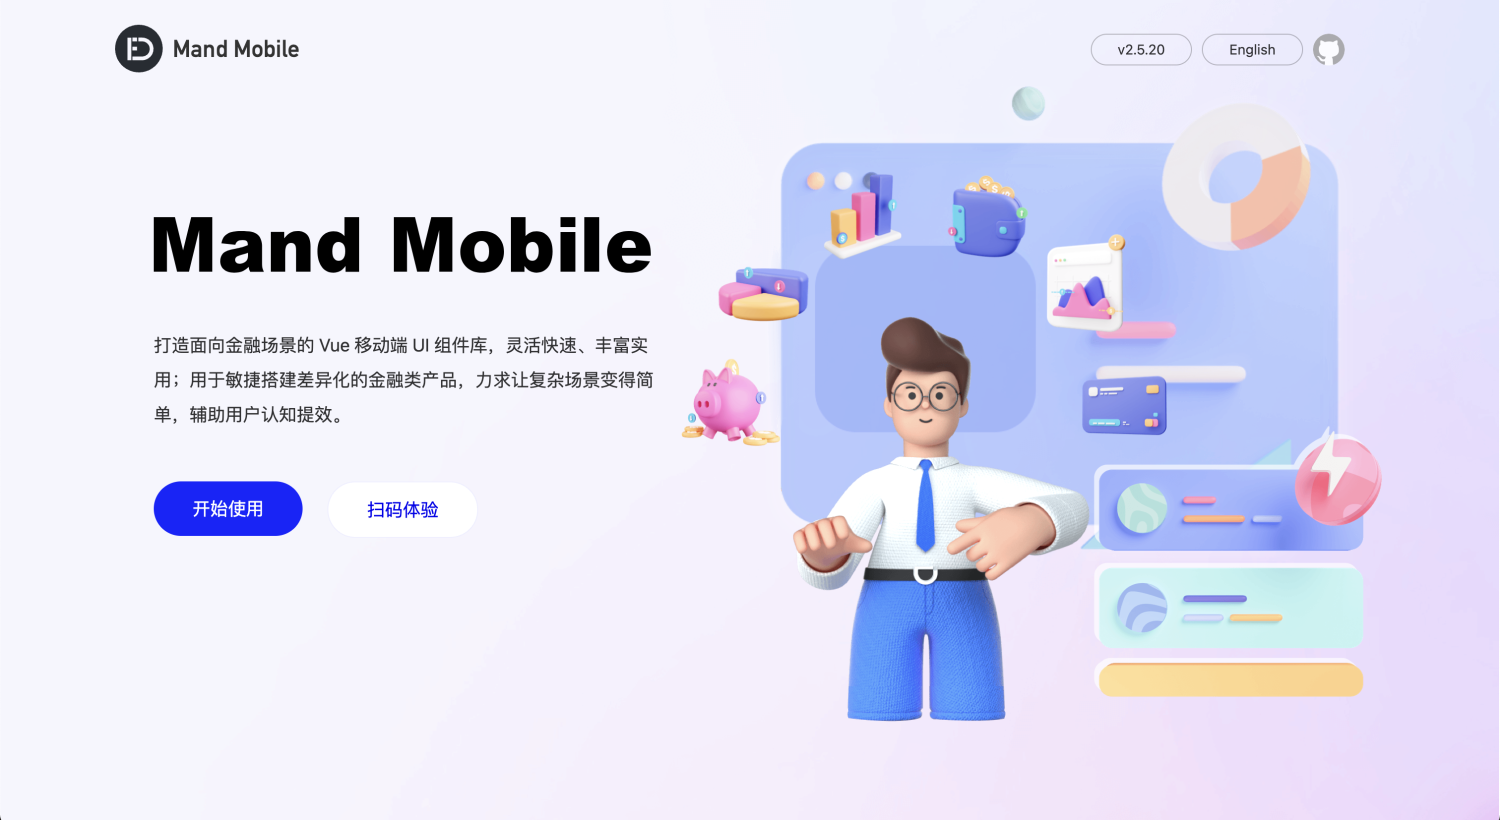 Mand Mobile
v2.5.20
English
Mand Mobile
打造面向金融场景的 Vue 移动端 UI 组件库，灵活快速、丰富实
用；用于敏捷搭建差异化的金融类产品，力求让复杂场景变得简
单，辅助用户认知提效。
开始使用
扫码体验